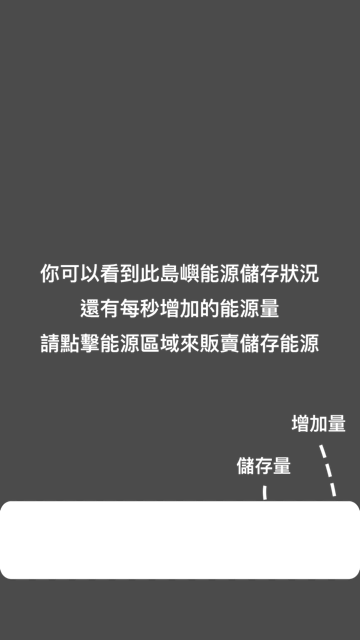 你可以看到此島嶼能源儲存狀況
還有每秒增加的能源量
請點擊能源區域來販賣儲存能源
增加量
儲存量